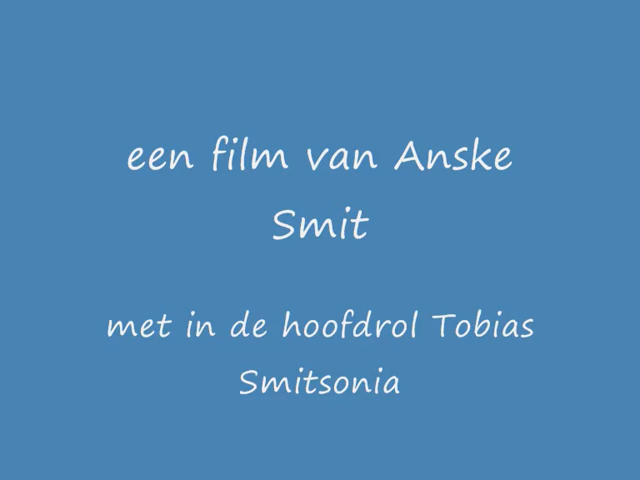 een film van Anske
Smit
met in de hoofdrol Tobias
Smitsonia